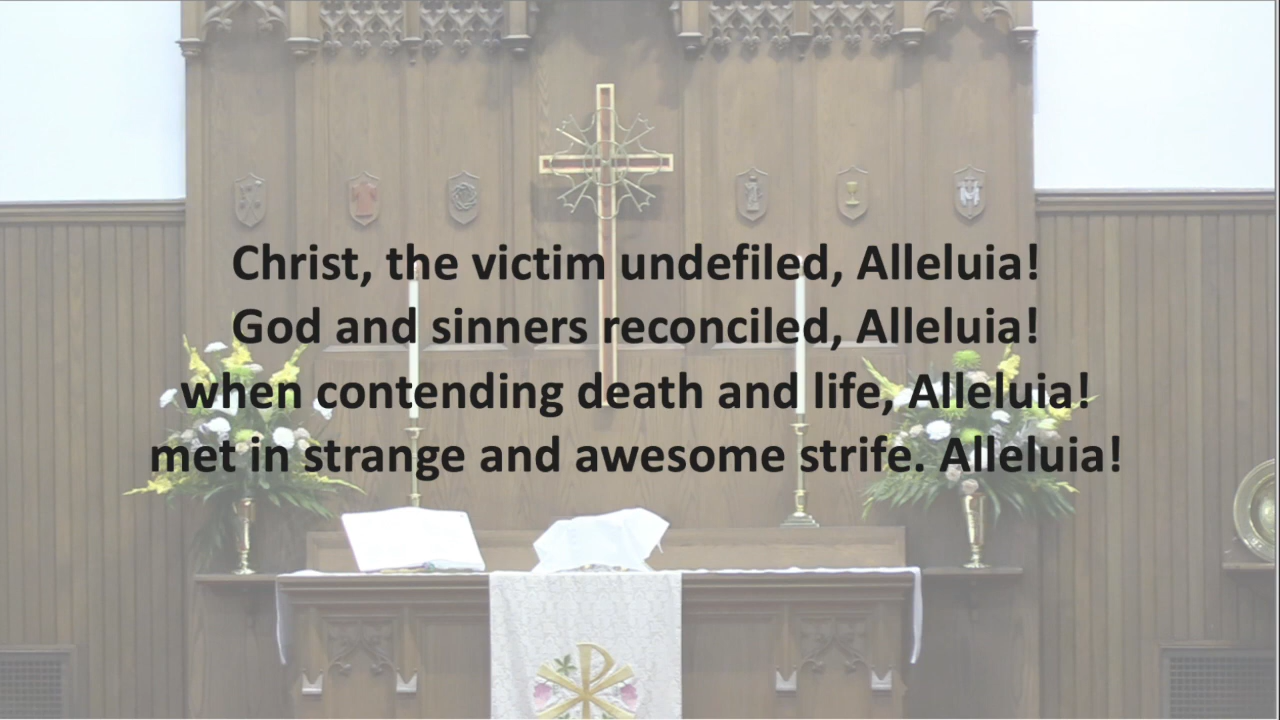 Christ, the victim undefiled, Alleluia!
God and sinners reconciled, Alleluia!
when contending death and life, Alleluia!
met in strange and awesome strife. Alleluia!